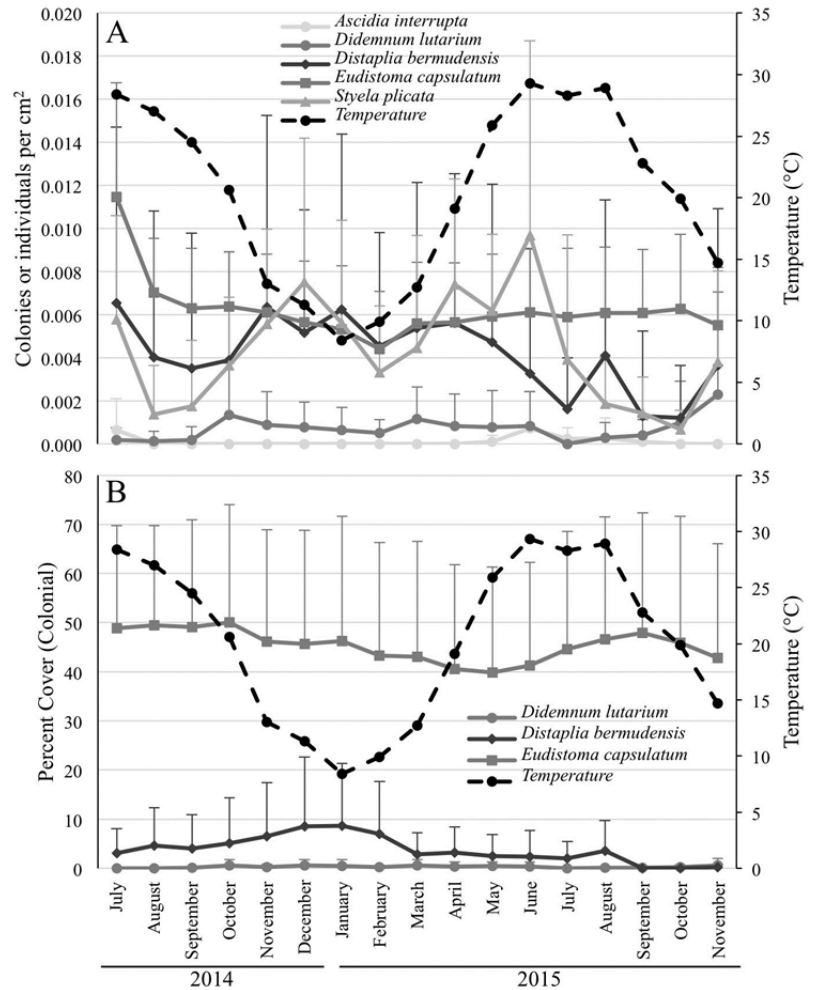 A
Ascidia interrupta
Didemnum lutarium
Distaplia bermudensis
Eudistoma capsulatum
Styela plicata
Temperature
Colonies or individuals per cm²
0.020
0.018
0.016
0.014
0.012
0.010
0.008
0.006
0.004
0.002
0.000
35
30
25
20
15
10
5
0
Temperature (°C)
B
Percent Cover (Colonial)
80
70
60
50
40
30
20
10
0
Didemnum lutarium
Distaplia bermudensis
Eudistoma capsulatum
Temperature
35
30
25
20
15
10
5
0
Temperature (°C)
July
August
September
October
November
December
January
February
March
April
May
June
July
August
September
October
November
2014
2015